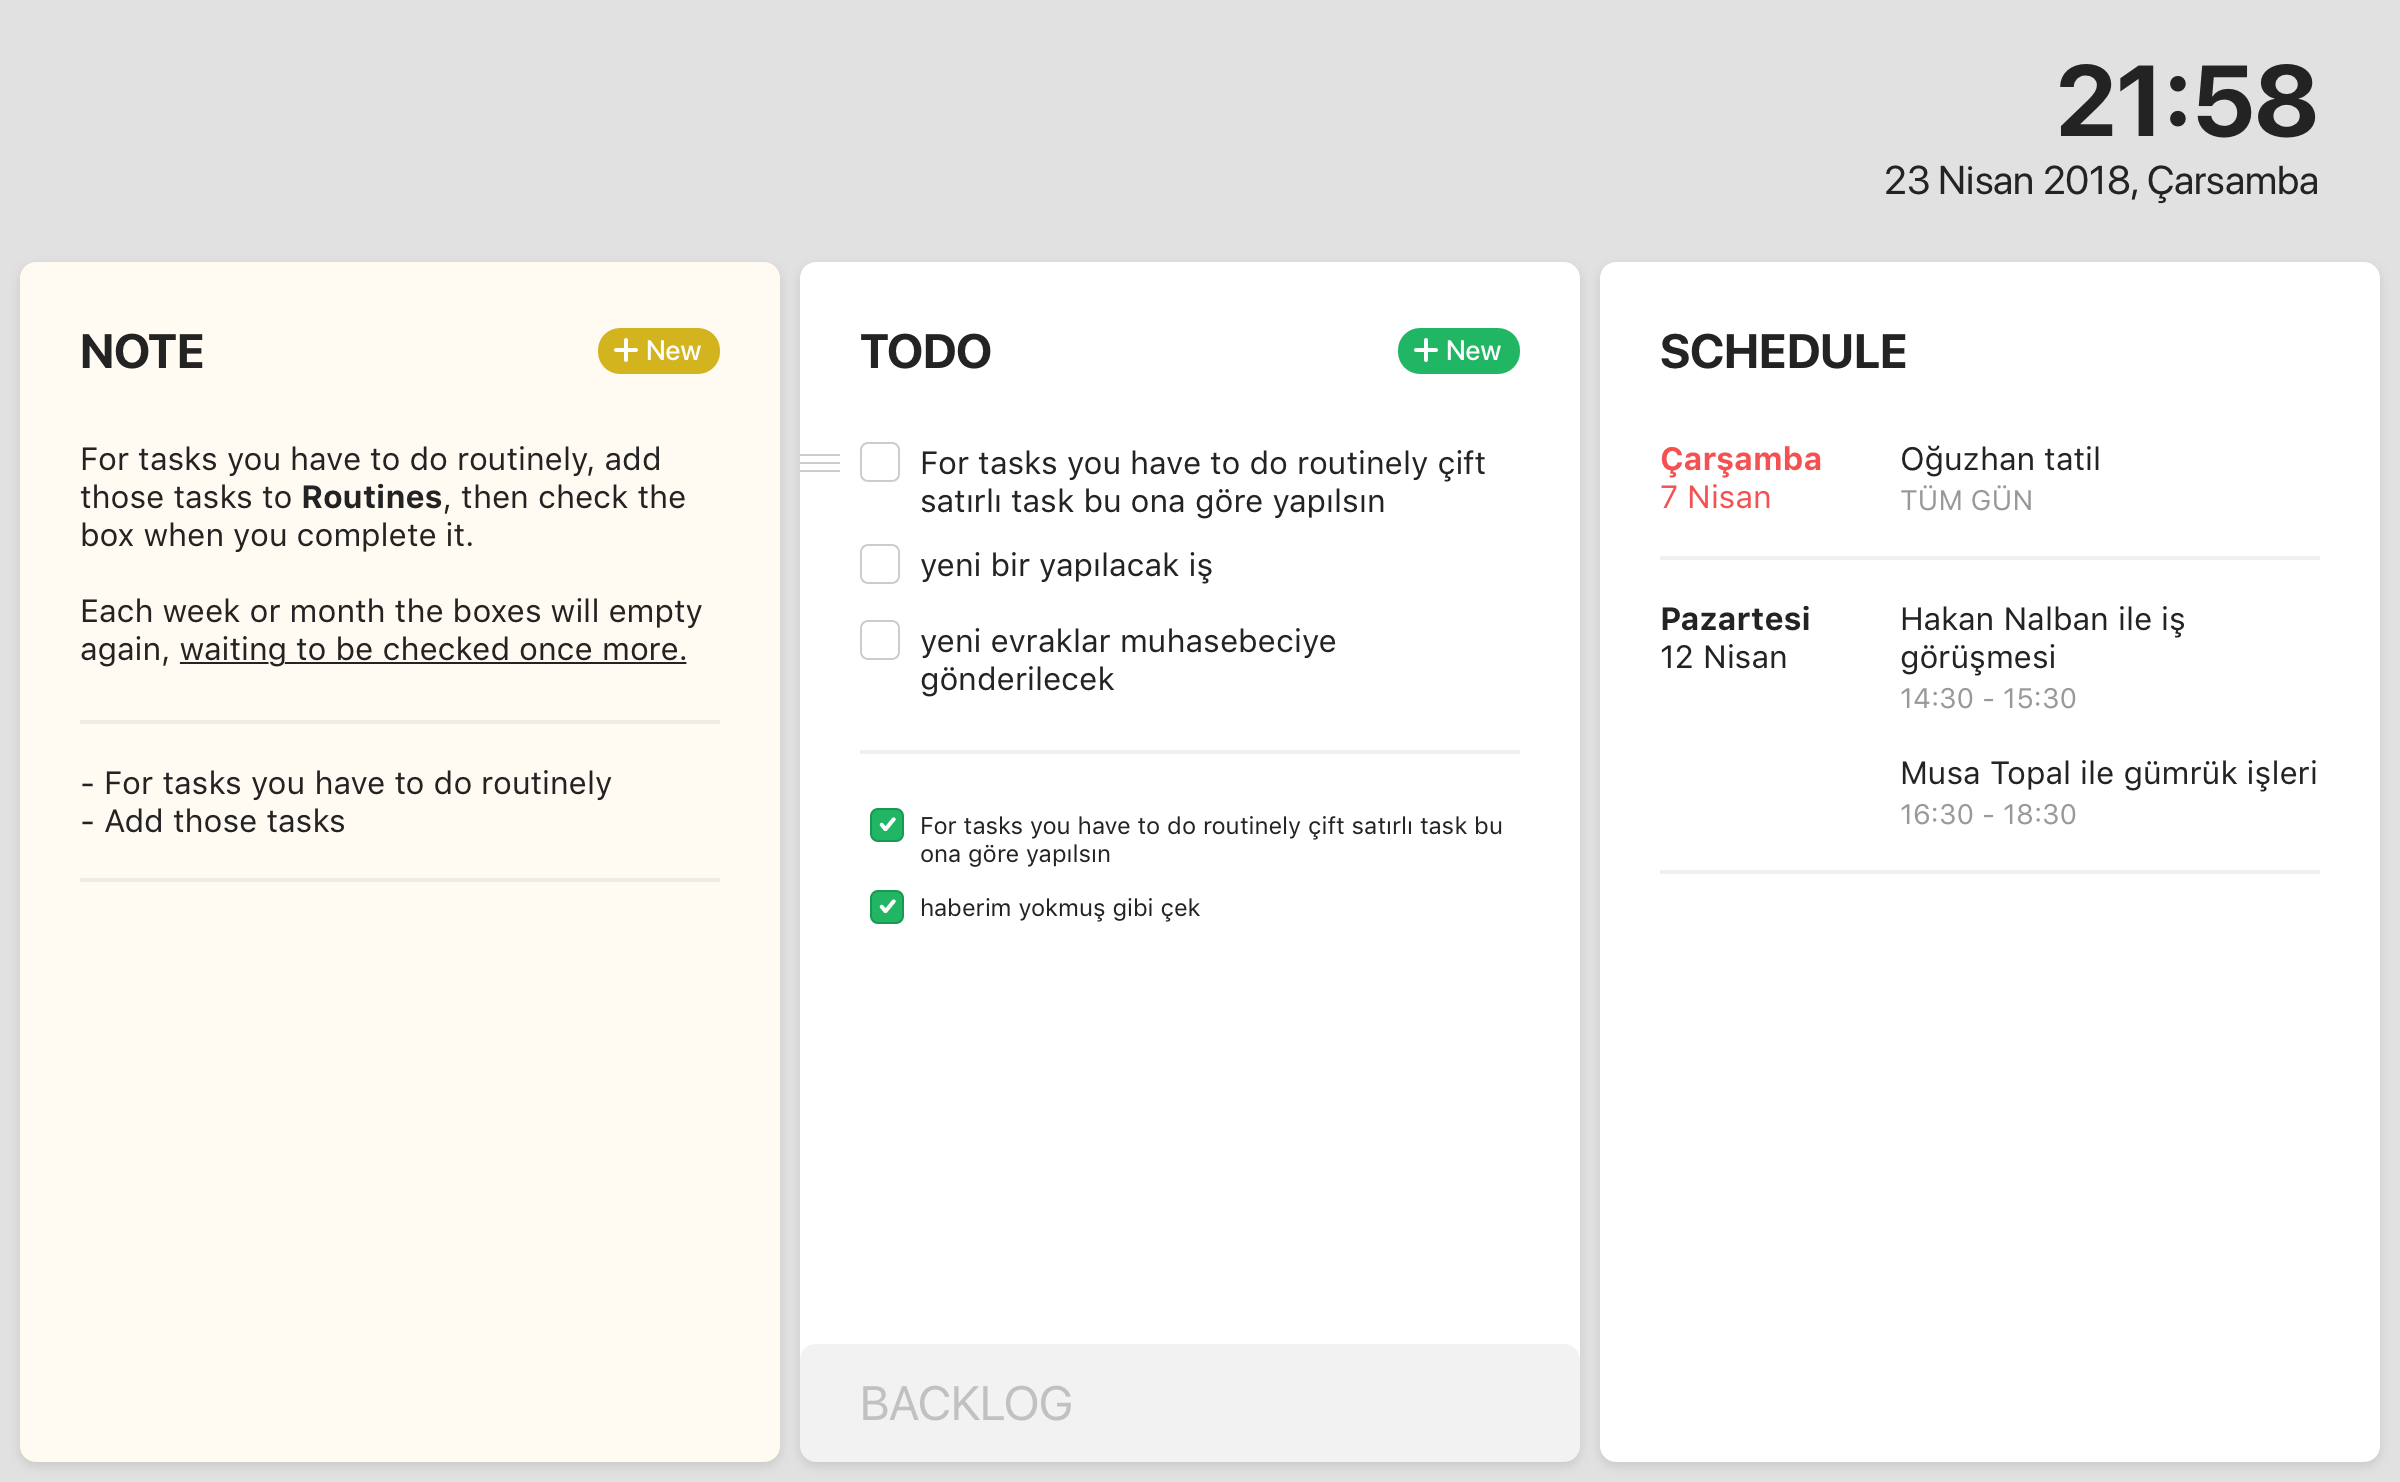 21:58
23 Nisan 2018, Çarsamba
NOTE
+ New
For tasks you have to do routinely, add
those tasks to Routines, then check the
box when you complete it.
Each week or month the boxes will empty
again, waiting to be checked once more.
- For tasks you have to do routinely
- Add those tasks
TODO
+ New
For tasks you have to do routinely çift
satırlı task bu ona göre yapılsın
yeni bir yapılacak iş
yeni evraklar muhasebeciye
gönderilecek
For tasks you have to do routinely çift satırlı task bu
ona göre yapılsın
haberim yokmuş gibi çek
BACKLOG
SCHEDULE
Çarşamba
7 Nisan
Oğuzhan tatil
TÜM GÜN
Pazartesi
12 Nisan
Hakan Nalban ile iş
görüşmesi
14:30 - 15:30
Musa Topal ile gümrük işleri
16:30 - 18:30